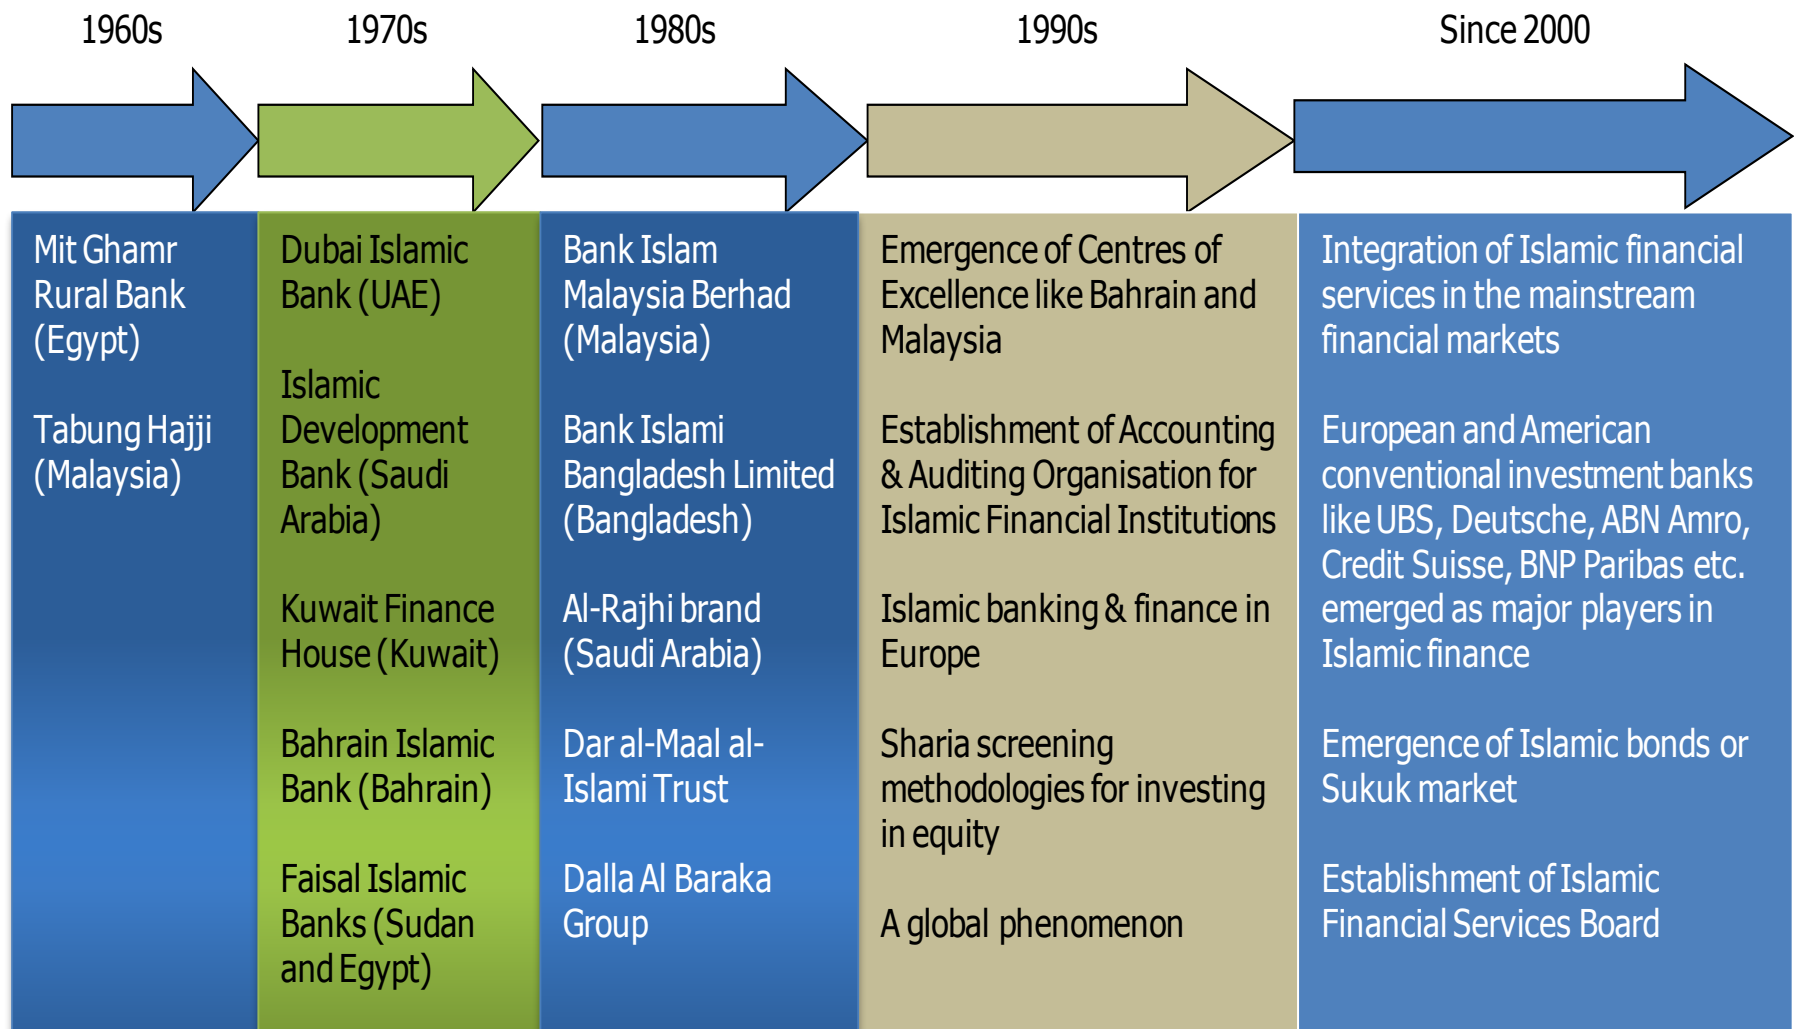 1960s
1970s
1980s
1990s
Since 2000
Mit Ghamr
Rural Bank
(Egypt)
Tabung Hajji
(Malaysia)
Dubai Islamic
Bank (UAE)
Islamic
Development
Bank (Saudi
Arabia)
Kuwait Finance
House (Kuwait)
Bahrain Islamic
Bank (Bahrain)
Faisal Islamic
Banks (Sudan
and Egypt)
Bank Islam
Malaysia Berhad
(Malaysia)
Bank Islami
Bangladesh Limited
(Bangladesh)
Al-Rajhi brand
(Saudi Arabia)
Dar al-Maal al-
Islami Trust
Dalla Al Baraka
Group
Emergence of Centres of
Excellence like Bahrain and
Malaysia
Establishment of Accounting
& Auditing Organisation for
Islamic Financial Institutions
Islamic banking & finance in
Europe
Sharia screening
methodologies for investing
in equity
A global phenomenon
Integration of Islamic financial
services in the mainstream
financial markets
European and American
conventional investment banks
like UBS, Deutsche, ABN Amro,
Credit Suisse, BNP Paribas etc.
emerged as major players in
Islamic finance
Emergence of Islamic bonds or
Sukuk market
Establishment of Islamic
Financial Services Board